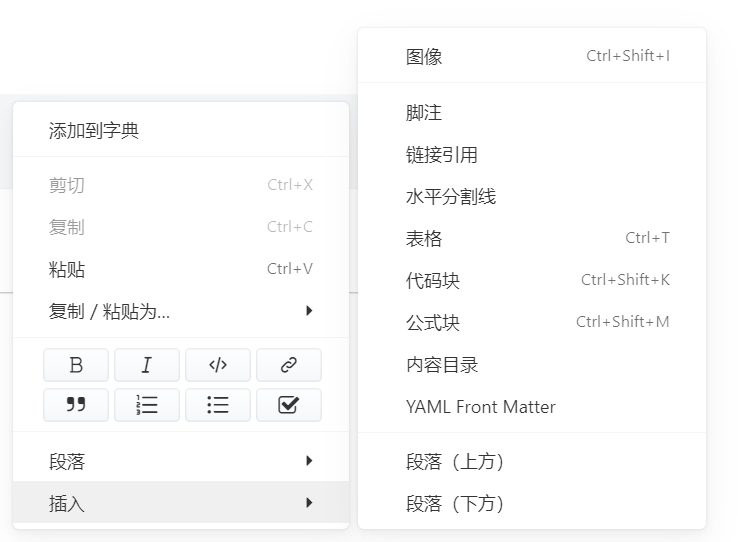 添加到字典
剪切 Ctrl+X
复制 Ctrl+C
粘贴 Ctrl+V
复制 / 粘贴为...
B I </>
1 2 3
段落
插入
图像 Ctrl+Shift+I
脚注
链接引用
水平分割线
表格 Ctrl+T
代码块 Ctrl+Shift+K
公式块 Ctrl+Shift+M
内容目录
YAML Front Matter
段落（上方）
段落（下方）